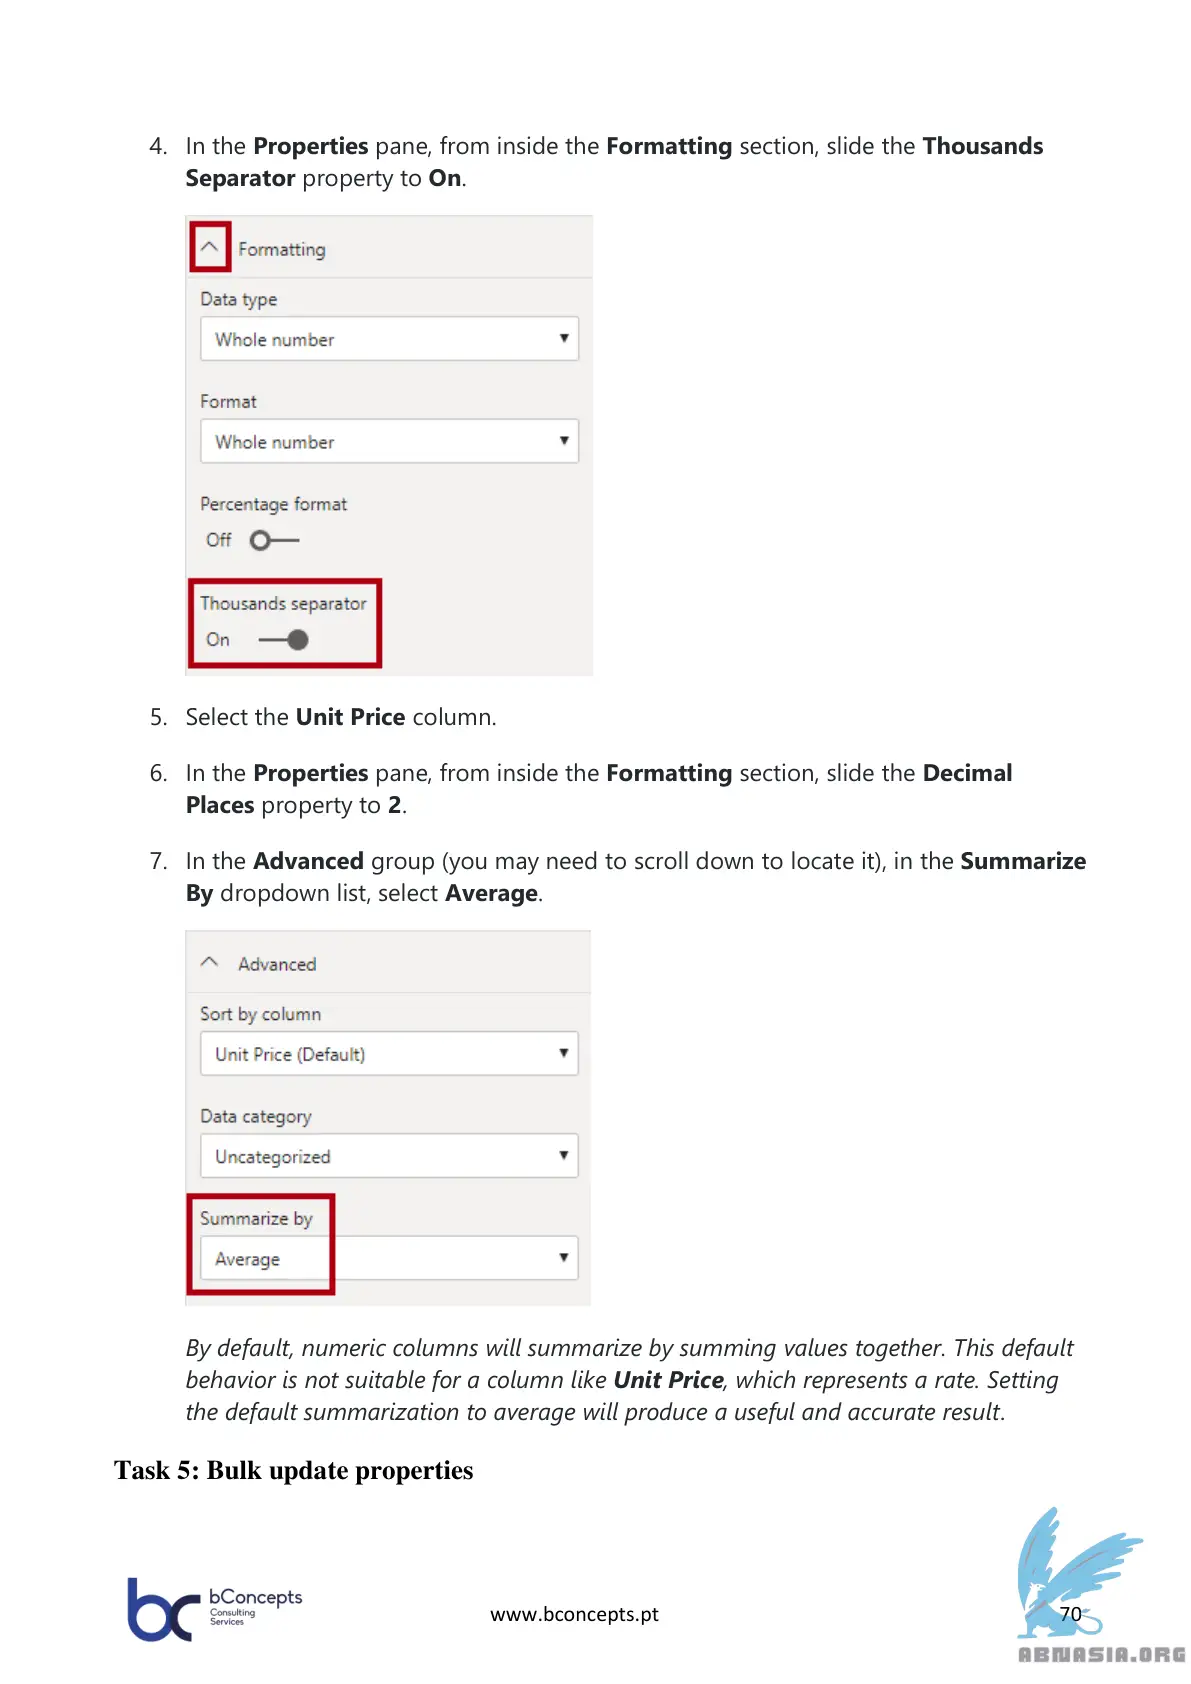 4. In the Properties pane, from inside the Formatting section, slide the Thousands
Separator property to On.
Formatting
Data type
Whole number
Format
Whole number
Percentage format
Off
Thousands separator
On
5. Select the Unit Price column.
6. In the Properties pane, from inside the Formatting section, slide the Decimal
Places property to 2.
7. In the Advanced group (you may need to scroll down to locate it), in the Summarize
By dropdown list, select Average.
Advanced
Sort by column
Unit Price (Default)
Data category
Uncategorized
Summarize by
Average
By default, numeric columns will summarize by summing values together. This default
behavior is not suitable for a column like Unit Price, which represents a rate. Setting
the default summarization to average will produce a useful and accurate result.
Task 5: Bulk update properties
bc
bConcepts
Consulting
Services
www.bconcepts.pt
70
ABNASIA.ORG